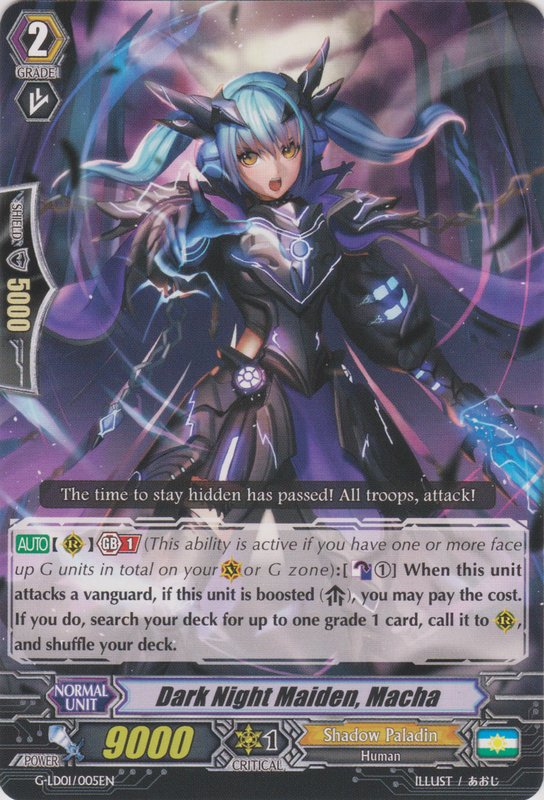 2
GRADE
SHIELD
5000
The time to stay hidden has passed! All troops, attack!
AUTO [ R ] GB 1 (This ability is active if you have one or more face
up G units in total on your V or G zone):[ ①] When this unit
attacks a vanguard, if this unit is boosted ( ), you may pay the cost.
If you do, search your deck for up to one grade 1 card, call it to R ,
and shuffle your deck.
NORMAL
UNIT
Dark Night Maiden, Macha
POWER
9000
1
CRITICAL
Shadow Paladin
Human
G-LD01/005EN
ILLUST / あおじ